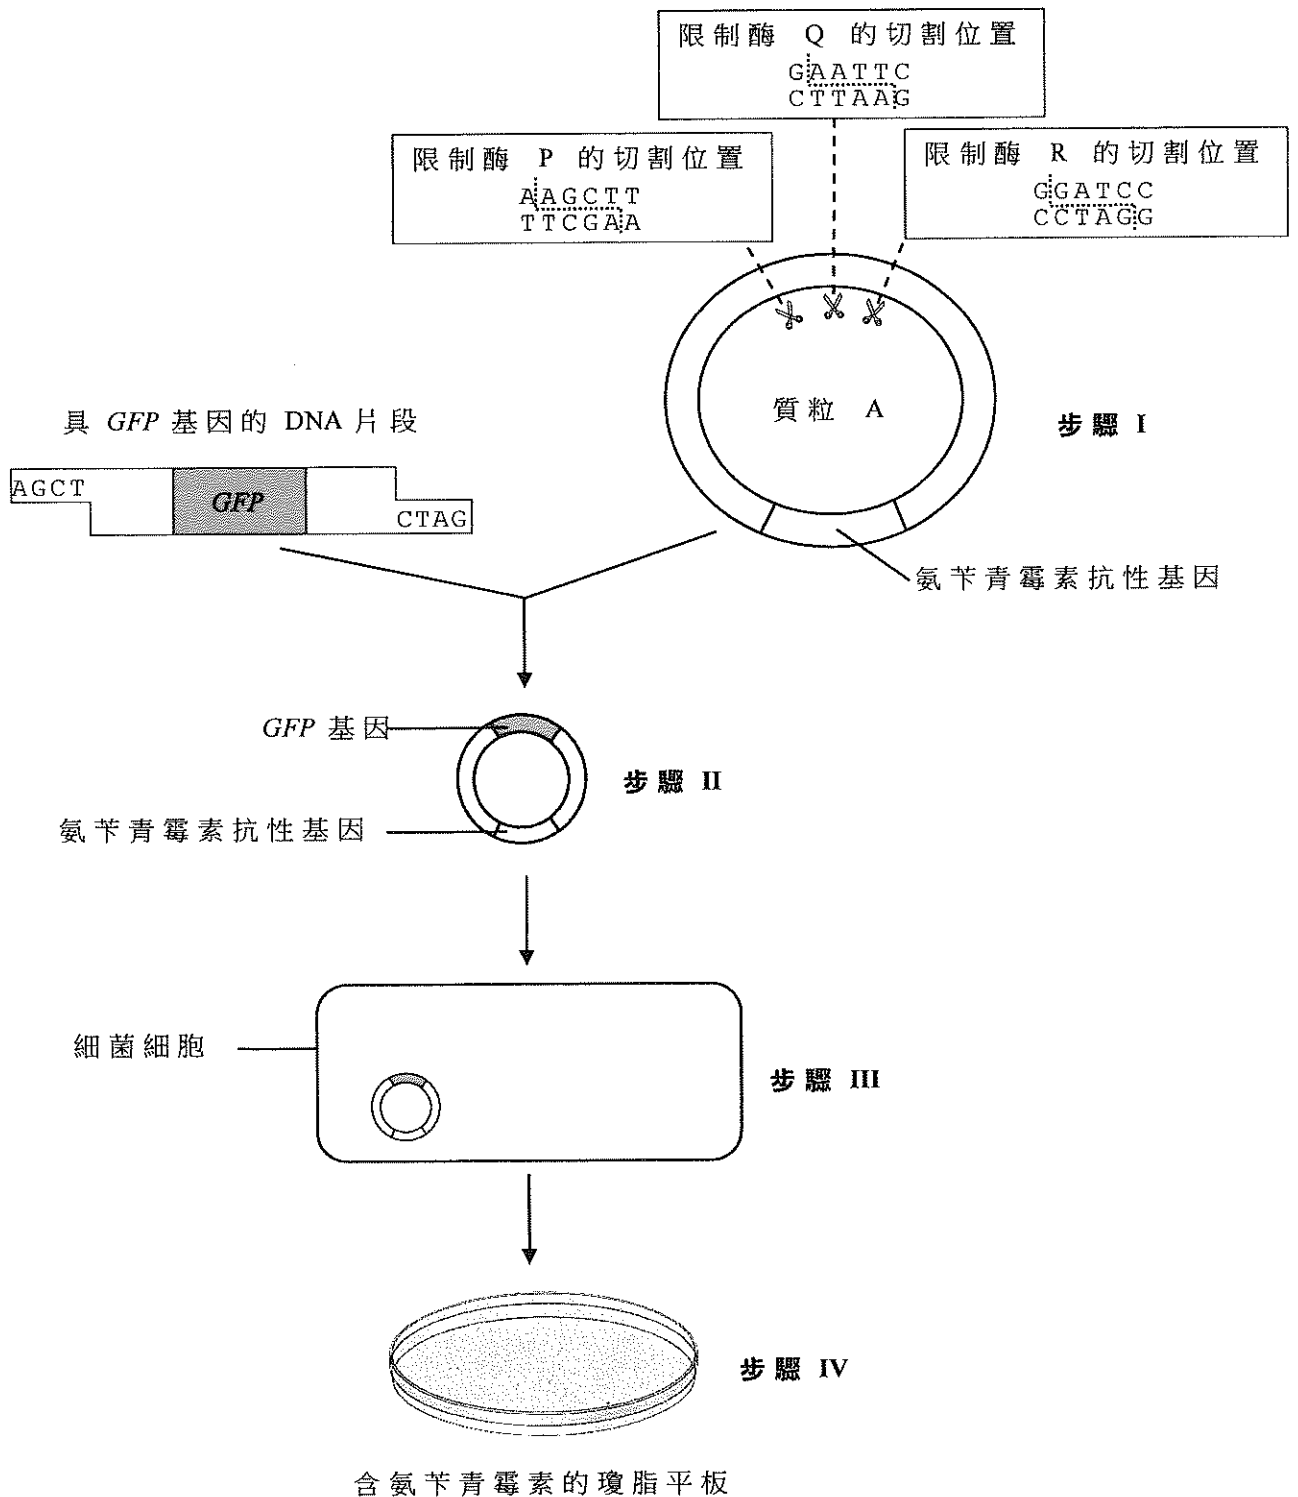 限制酶 Q 的切割位置
GAATTC
CTTAAG
限制酶 P 的切割位置
AAGCTT
TTCGAA
限制酶 R 的切割位置
GGATCC
CCTAGG
質粒 A
步驟 I
具 GFP 基因的 DNA 片段
AGCT
GFP
CTAG
氨苄青霉素抗性基因
GFP 基因
步驟 II
氨苄青霉素抗性基因
細菌細胞
步驟 III
步驟 IV
含氨苄青霉素的瓊脂平板